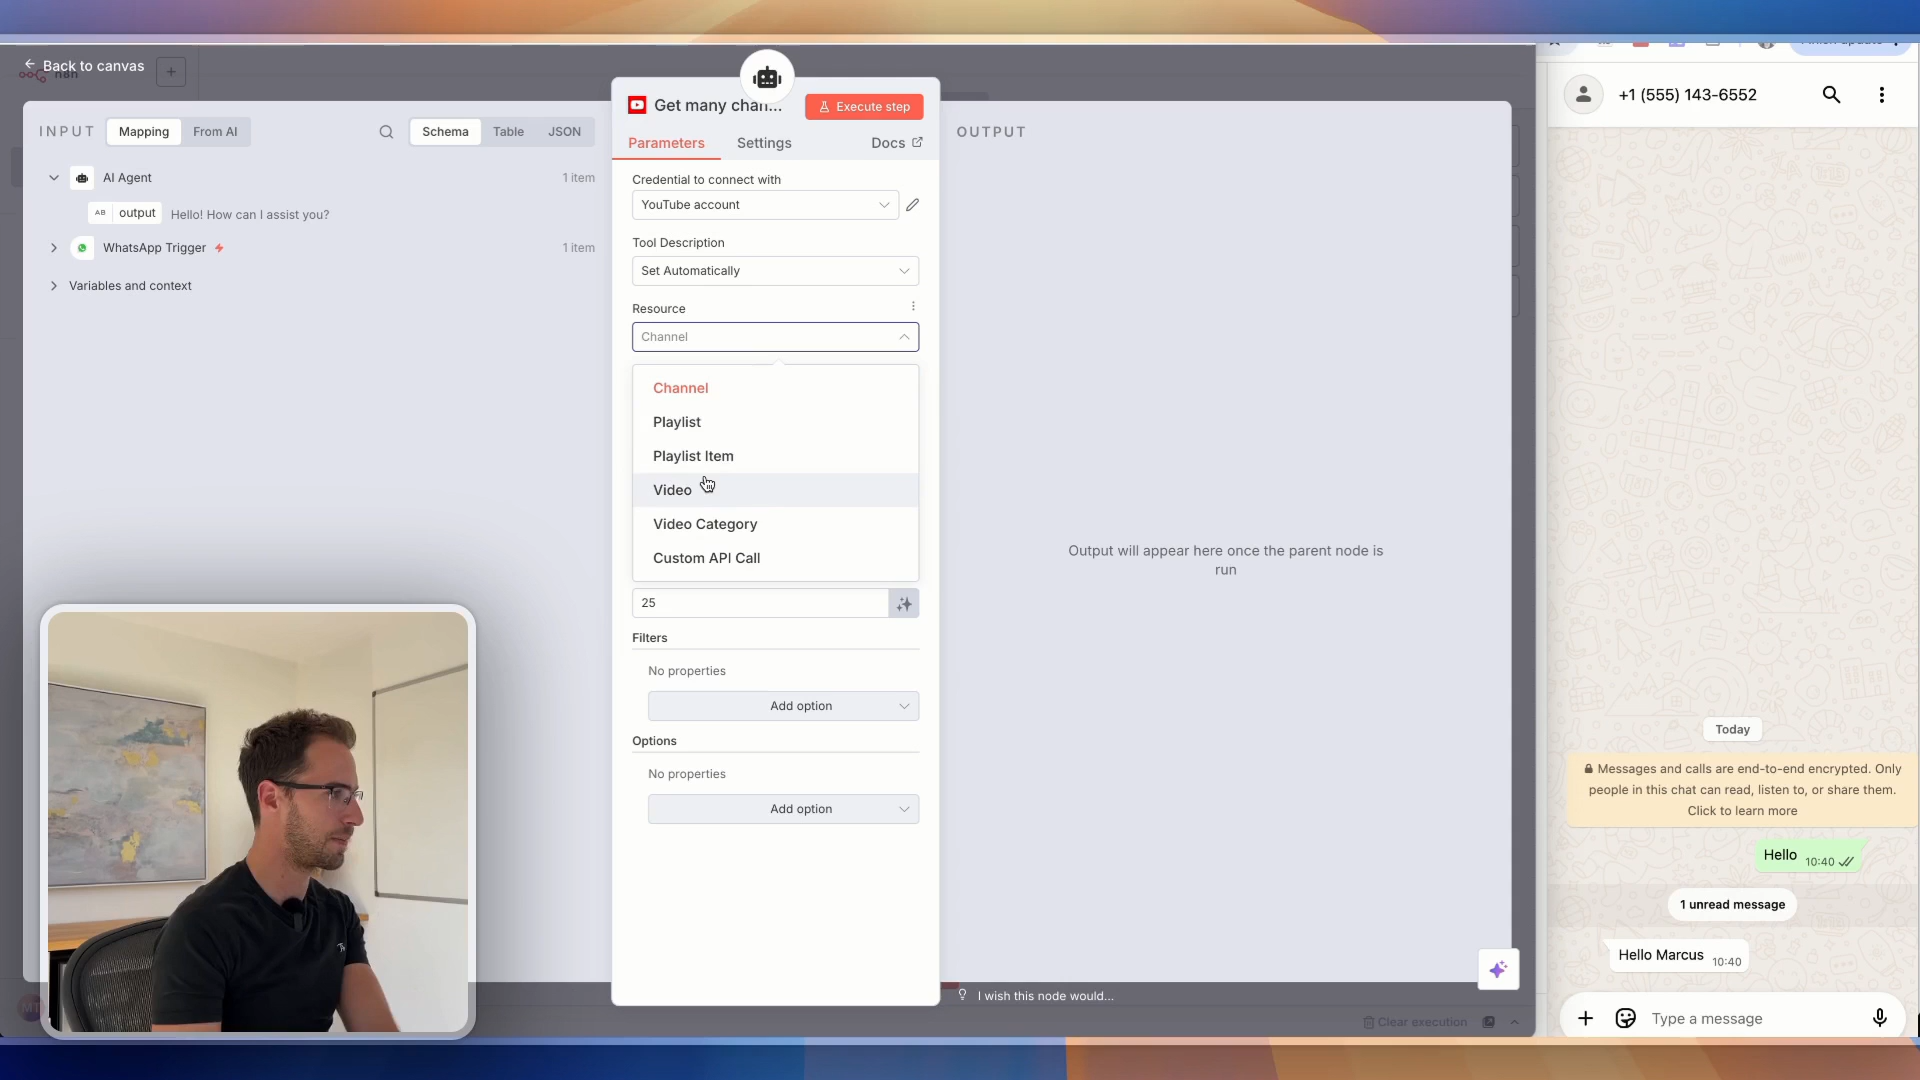 Back to canvas
n8n
INPUT
Mapping
From AI
Schema
Table
JSON
AI Agent
1 item
AB
output
Hello! How can I assist you?
WhatsApp Trigger
1 item
Variables and context
Get many chan...
Execute step
Parameters
Settings
Docs
Credential to connect with
YouTube account
Tool Description
Set Automatically
Resource
Channel
Channel
Playlist
Playlist Item
Video
Video Category
Custom API Call
25
Filters
No properties
Add option
Options
No properties
Add option
OUTPUT
Output will appear here once the parent node is
run
I wish this node would...
Clear execution
+1 (555) 143-6552
Today
Messages and calls are end-to-end encrypted. Only
people in this chat can read, listen to, or share them.
Click to learn more
Hello 10:40
1 unread message
Hello Marcus 10:40
Type a message